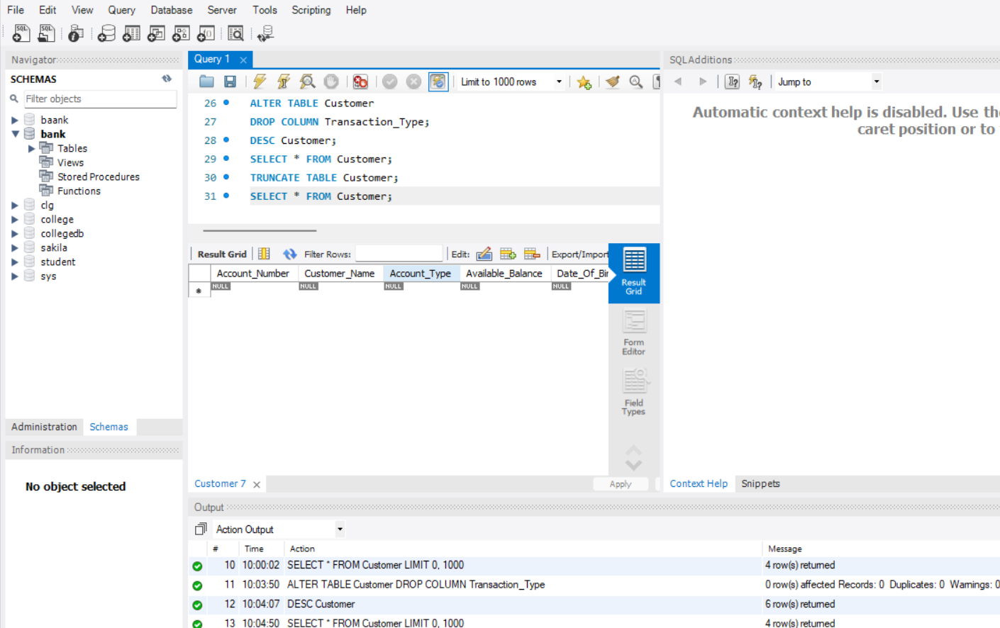 File Edit View Query Database Server Tools Scripting Help
Navigator
SCHEMAS
Filter objects
baank
bank
Tables
Views
Stored Procedures
Functions
clg
college
collegedb
sakila
student
sys
Administration Schemas
Information
No object selected
Query 1
Limit to 1000 rows
26 ALTER TABLE Customer
27 DROP COLUMN Transaction_Type;
28 DESC Customer;
29 SELECT * FROM Customer;
30 TRUNCATE TABLE Customer;
31 SELECT * FROM Customer;
Result Grid Filter Rows: Edit: Export/Import
Account_Number Customer_Name Account_Type Available_Balance Date_Of_Bir
NULL NULL NULL NULL NULL
Result
Grid
Form
Editor
Field
Types
Customer 7 Apply
SQLAdditions
Jump to
Automatic context help is disabled. Use the
caret position or to
Context Help Snippets
Output
Action Output
# Time Action Message
10 10:00:02 SELECT * FROM Customer LIMIT 0, 1000 4 row(s) returned
11 10:03:50 ALTER TABLE Customer DROP COLUMN Transaction_Type 0 row(s) affected Records: 0 Duplicates: 0 Warnings: 0
12 10:04:07 DESC Customer 6 row(s) returned
13 10:04:50 SELECT * FROM Customer LIMIT 0, 1000 4 row(s) returned